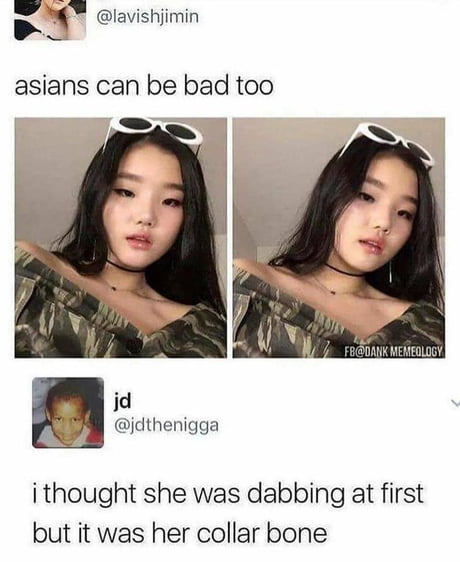 @lavishjimin
asians can be bad too
FB@DANK MEMEOLOGY
jd
@jdthenigga
i thought she was dabbing at first
but it was her collar bone